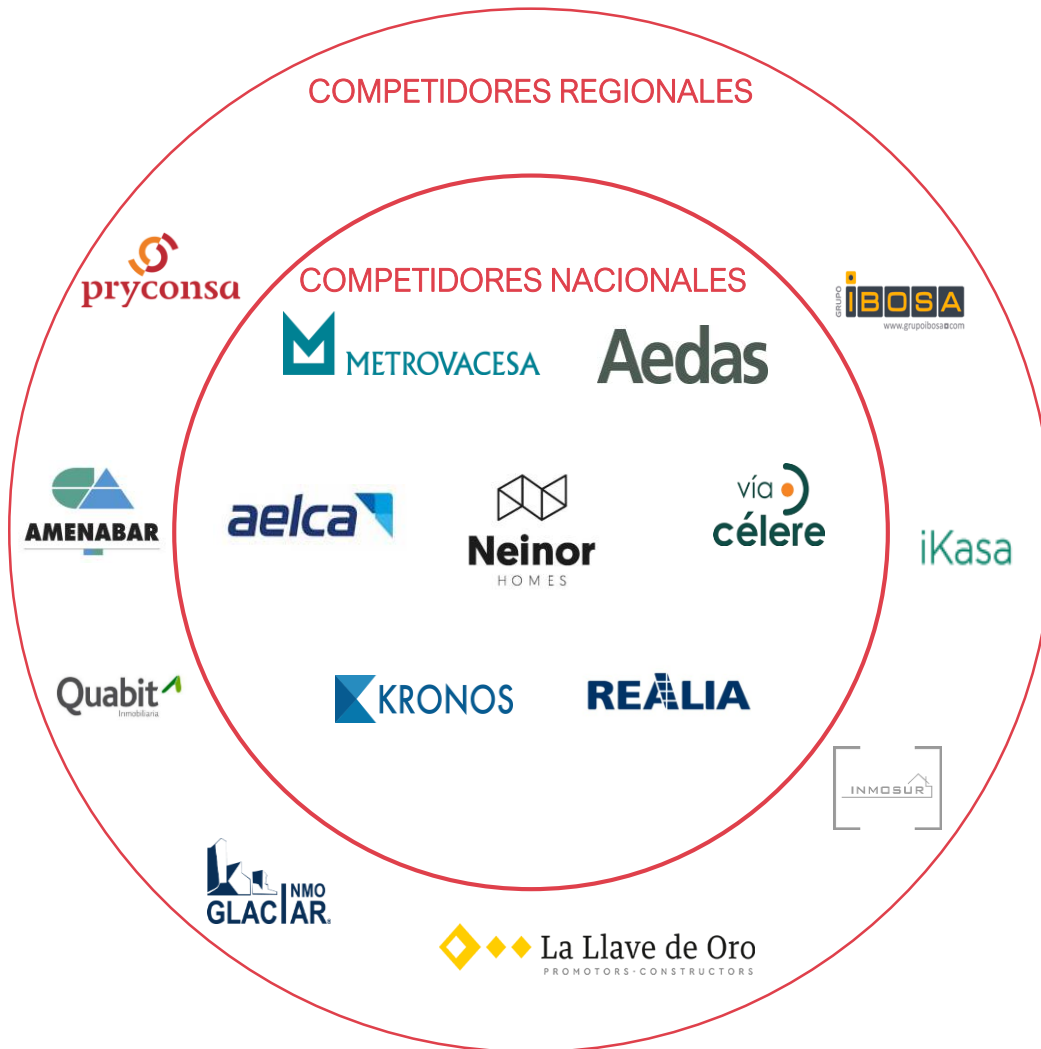 COMPETIDORES REGIONALES
pryconsa
COMPETIDORES NACIONALES
GRUPO
iBOSA
www.grupoibosa.com
METROVACESA
Aedas
AMENABAR
aelca
Neinor
HOMES
vía
célere
iKasa
Quabit
Inmobiliaria
KRONOS
REALIA
INMOSUR
INMO
GLACIAR
La Llave de Oro
PROMOTORS-CONSTRUCTORS